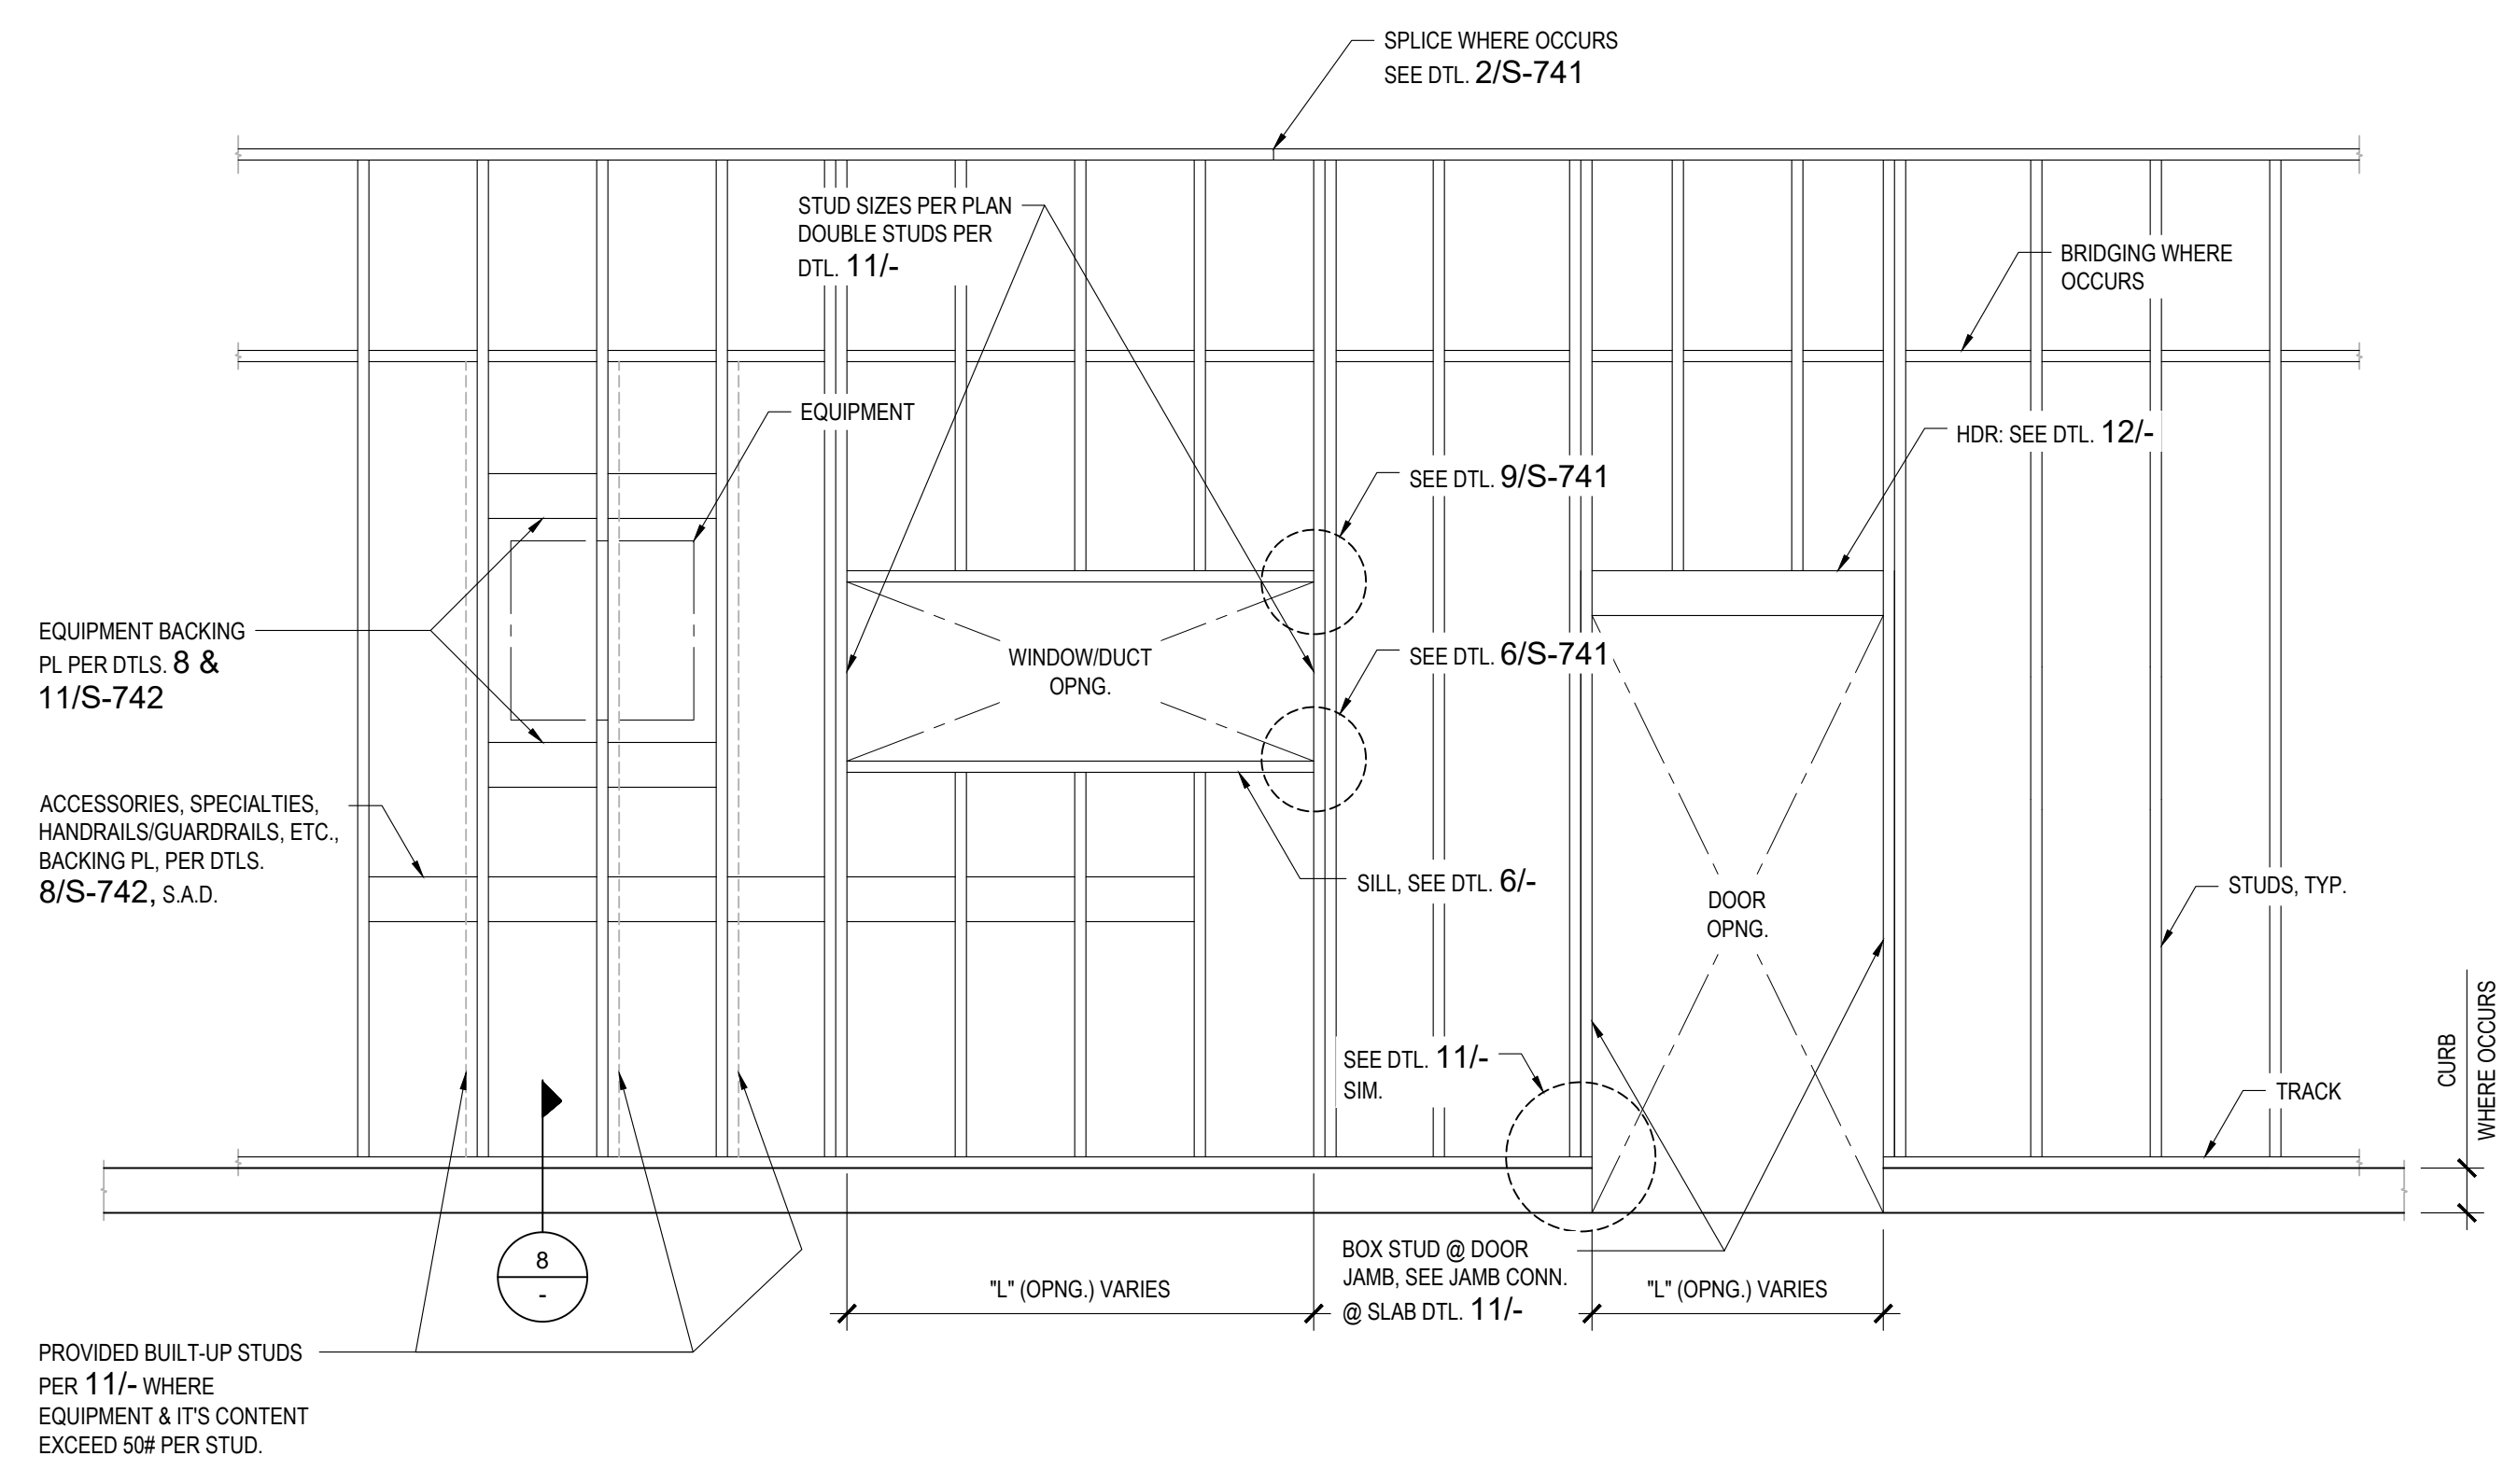 SPLICE WHERE OCCURS
SEE DTL. 2/S-741
STUD SIZES PER PLAN
DOUBLE STUDS PER
DTL. 11/-
BRIDGING WHERE
OCCURS
EQUIPMENT
HDR: SEE DTL. 12/-
SEE DTL. 9/S-741
EQUIPMENT BACKING
PL PER DTLS. 8 &
11/S-742
WINDOW/DUCT
OPNG.
SEE DTL. 6/S-741
ACCESSORIES, SPECIALTIES,
HANDRAILS/GUARDRAILS, ETC.,
BACKING PL, PER DTLS.
8/S-742, S.A.D.
SILL, SEE DTL. 6/-
DOOR
OPNG.
STUDS, TYP.
SEE DTL. 11/-
SIM.
TRACK
CURB
WHERE OCCURS
8
-
"L" (OPNG.) VARIES
BOX STUD @ DOOR
JAMB, SEE JAMB CONN.
@ SLAB DTL. 11/-
"L" (OPNG.) VARIES
PROVIDED BUILT-UP STUDS
PER 11/- WHERE
EQUIPMENT & IT'S CONTENT
EXCEED 50# PER STUD.